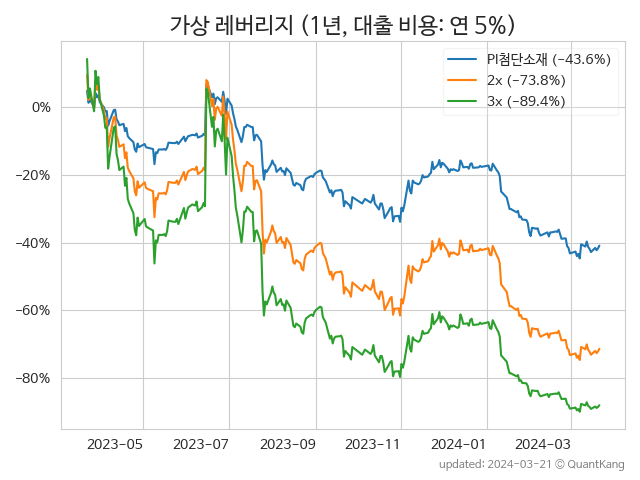 가상 레버리지 (1년, 대출 비용: 연 5%)
PI첨단소재 (−43.6%)
2x (−73.8%)
3x (−89.4%)
0%
−20%
−40%
−60%
−80%
2023-05 2023-07 2023-09 2023-11 2024-01 2024-03
updated: 2024-03-21 © QuantKang